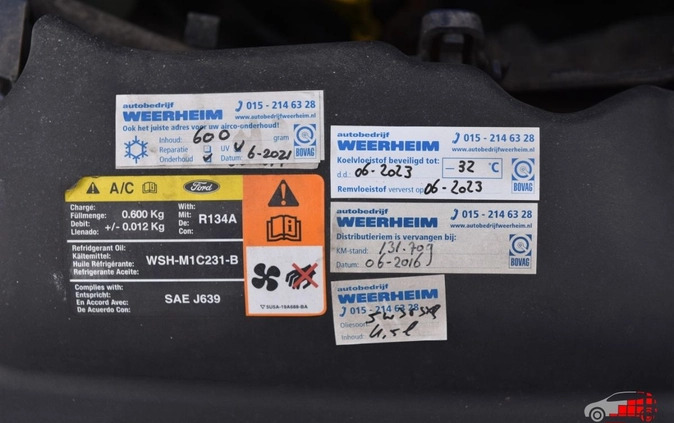 autobedrijf
WEERHEIM
015 - 214 63 28
www.autobedrijfweerheim.nl
Ook het juiste adres voor uw airco-onderhoud!
Inhoud: 600 gram
Reparatie UV
Onderhoud Datum 6-2021
BOVAG
autobedrijf
WEERHEIM
015 - 214 63 28
www.autobedrijfweerheim.nl
Koelvloeistof beveiligd tot: -32 °C
d.d.: 06-2023
Remvloeistof ververst op: 06-2023
BOVAG
A/C
Ford
Charge:
Füllmenge:
Debit:
Llenado:
0.600 Kg
+/- 0.012 Kg
With:
Mit:
De:
Con:
R134A
Refrigerant Oil:
Kältemittel:
Huile Réfrigérante:
Refrigerante Aceite:
WSH-M1C231-B
Complies with:
Entspricht:
En Accord Avec:
De Acuerdo Con:
SAE J639
autobedrijf
WEERHEIM
015 - 214 63 28
www.autobedrijfweerheim.nl
Distributieriem is vervangen bij:
KM-stand: 131.709
Datum: 06-2016
BOVAG
autobedrijf
WEERHEIM
015 - 214 63 28
Oliesoort:
Inhoud: 4,5 l